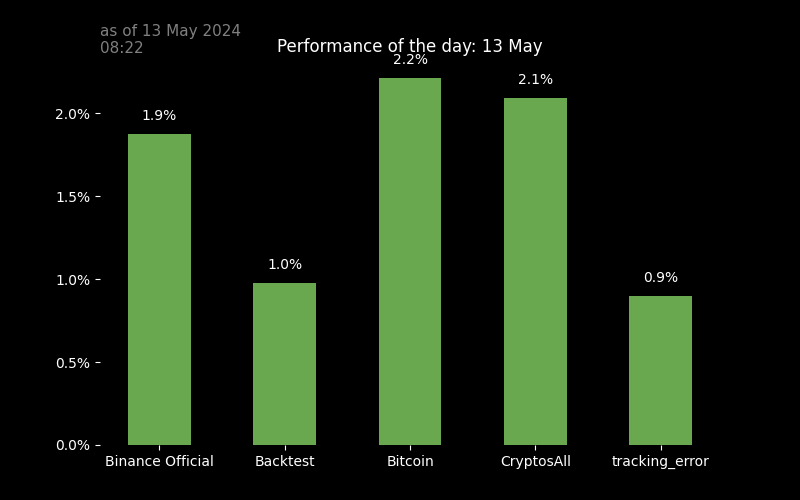 as of 13 May 2024
08:22
Performance of the day: 13 May
2.2%
2.1%
2.0%
1.9%
1.5%
1.0%
1.0%
0.9%
0.5%
0.0%
Binance Official
Backtest
Bitcoin
CryptosAll
tracking_error